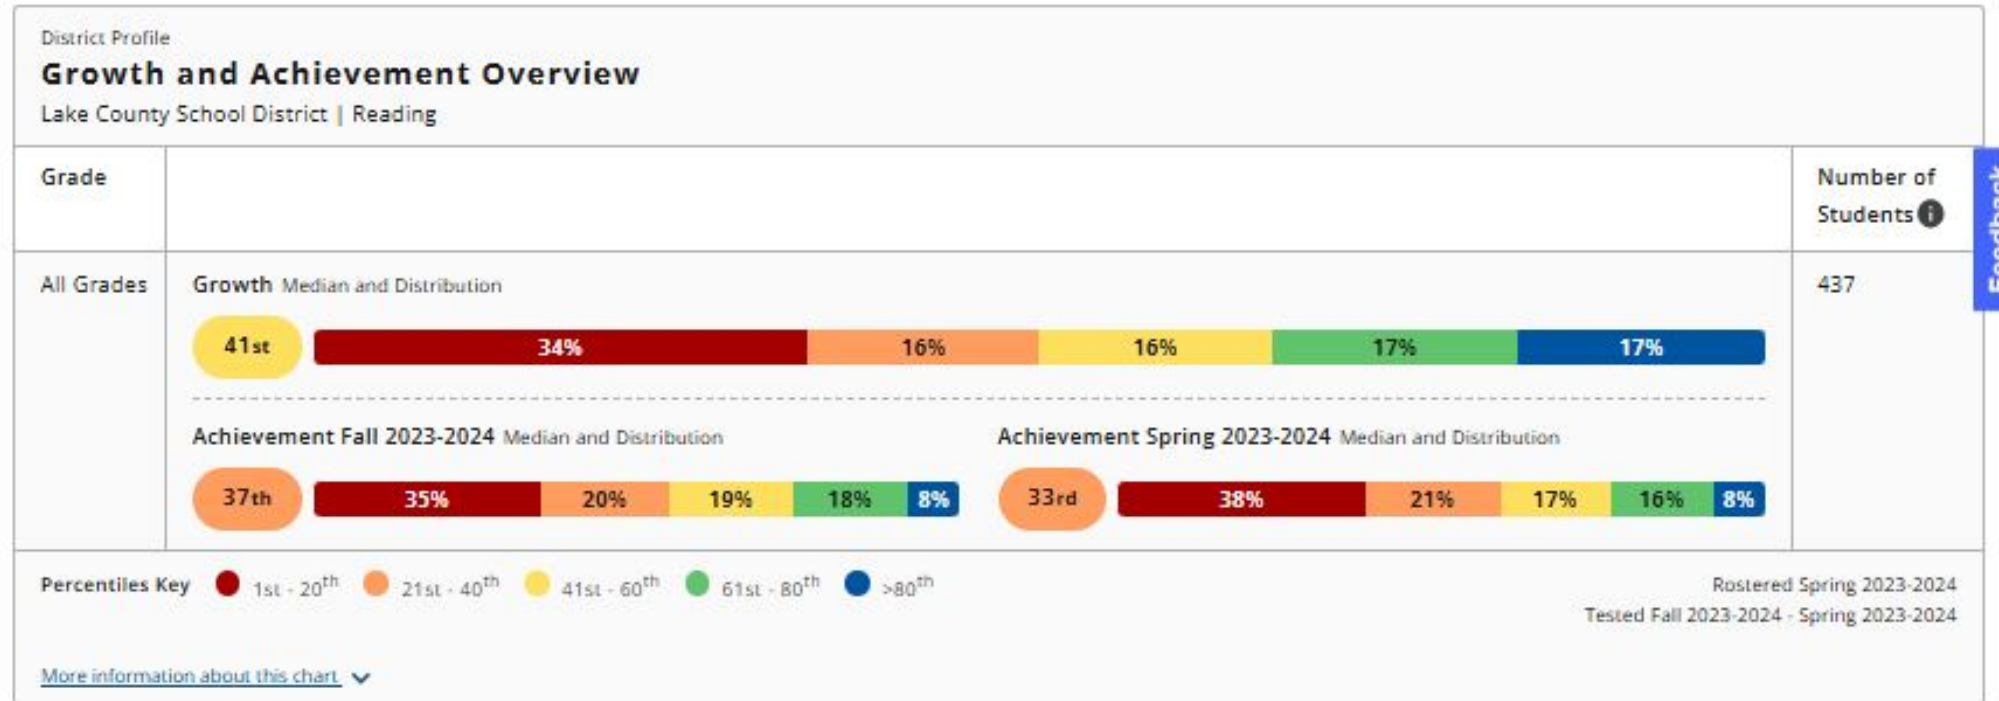 District Profile
Growth and Achievement Overview
Lake County School District | Reading
Grade
Number of
Students i
Feedback
All Grades
Growth Median and Distribution
437
41st
34% 16% 16% 17% 17%
Achievement Fall 2023-2024 Median and Distribution
37th
35% 20% 19% 18% 8%
Achievement Spring 2023-2024 Median and Distribution
33rd
38% 21% 17% 16% 8%
Percentiles Key 1st - 20th 21st - 40th 41st - 60th 61st - 80th >80th
Rostered Spring 2023-2024
Tested Fall 2023-2024 - Spring 2023-2024
More information about this chart